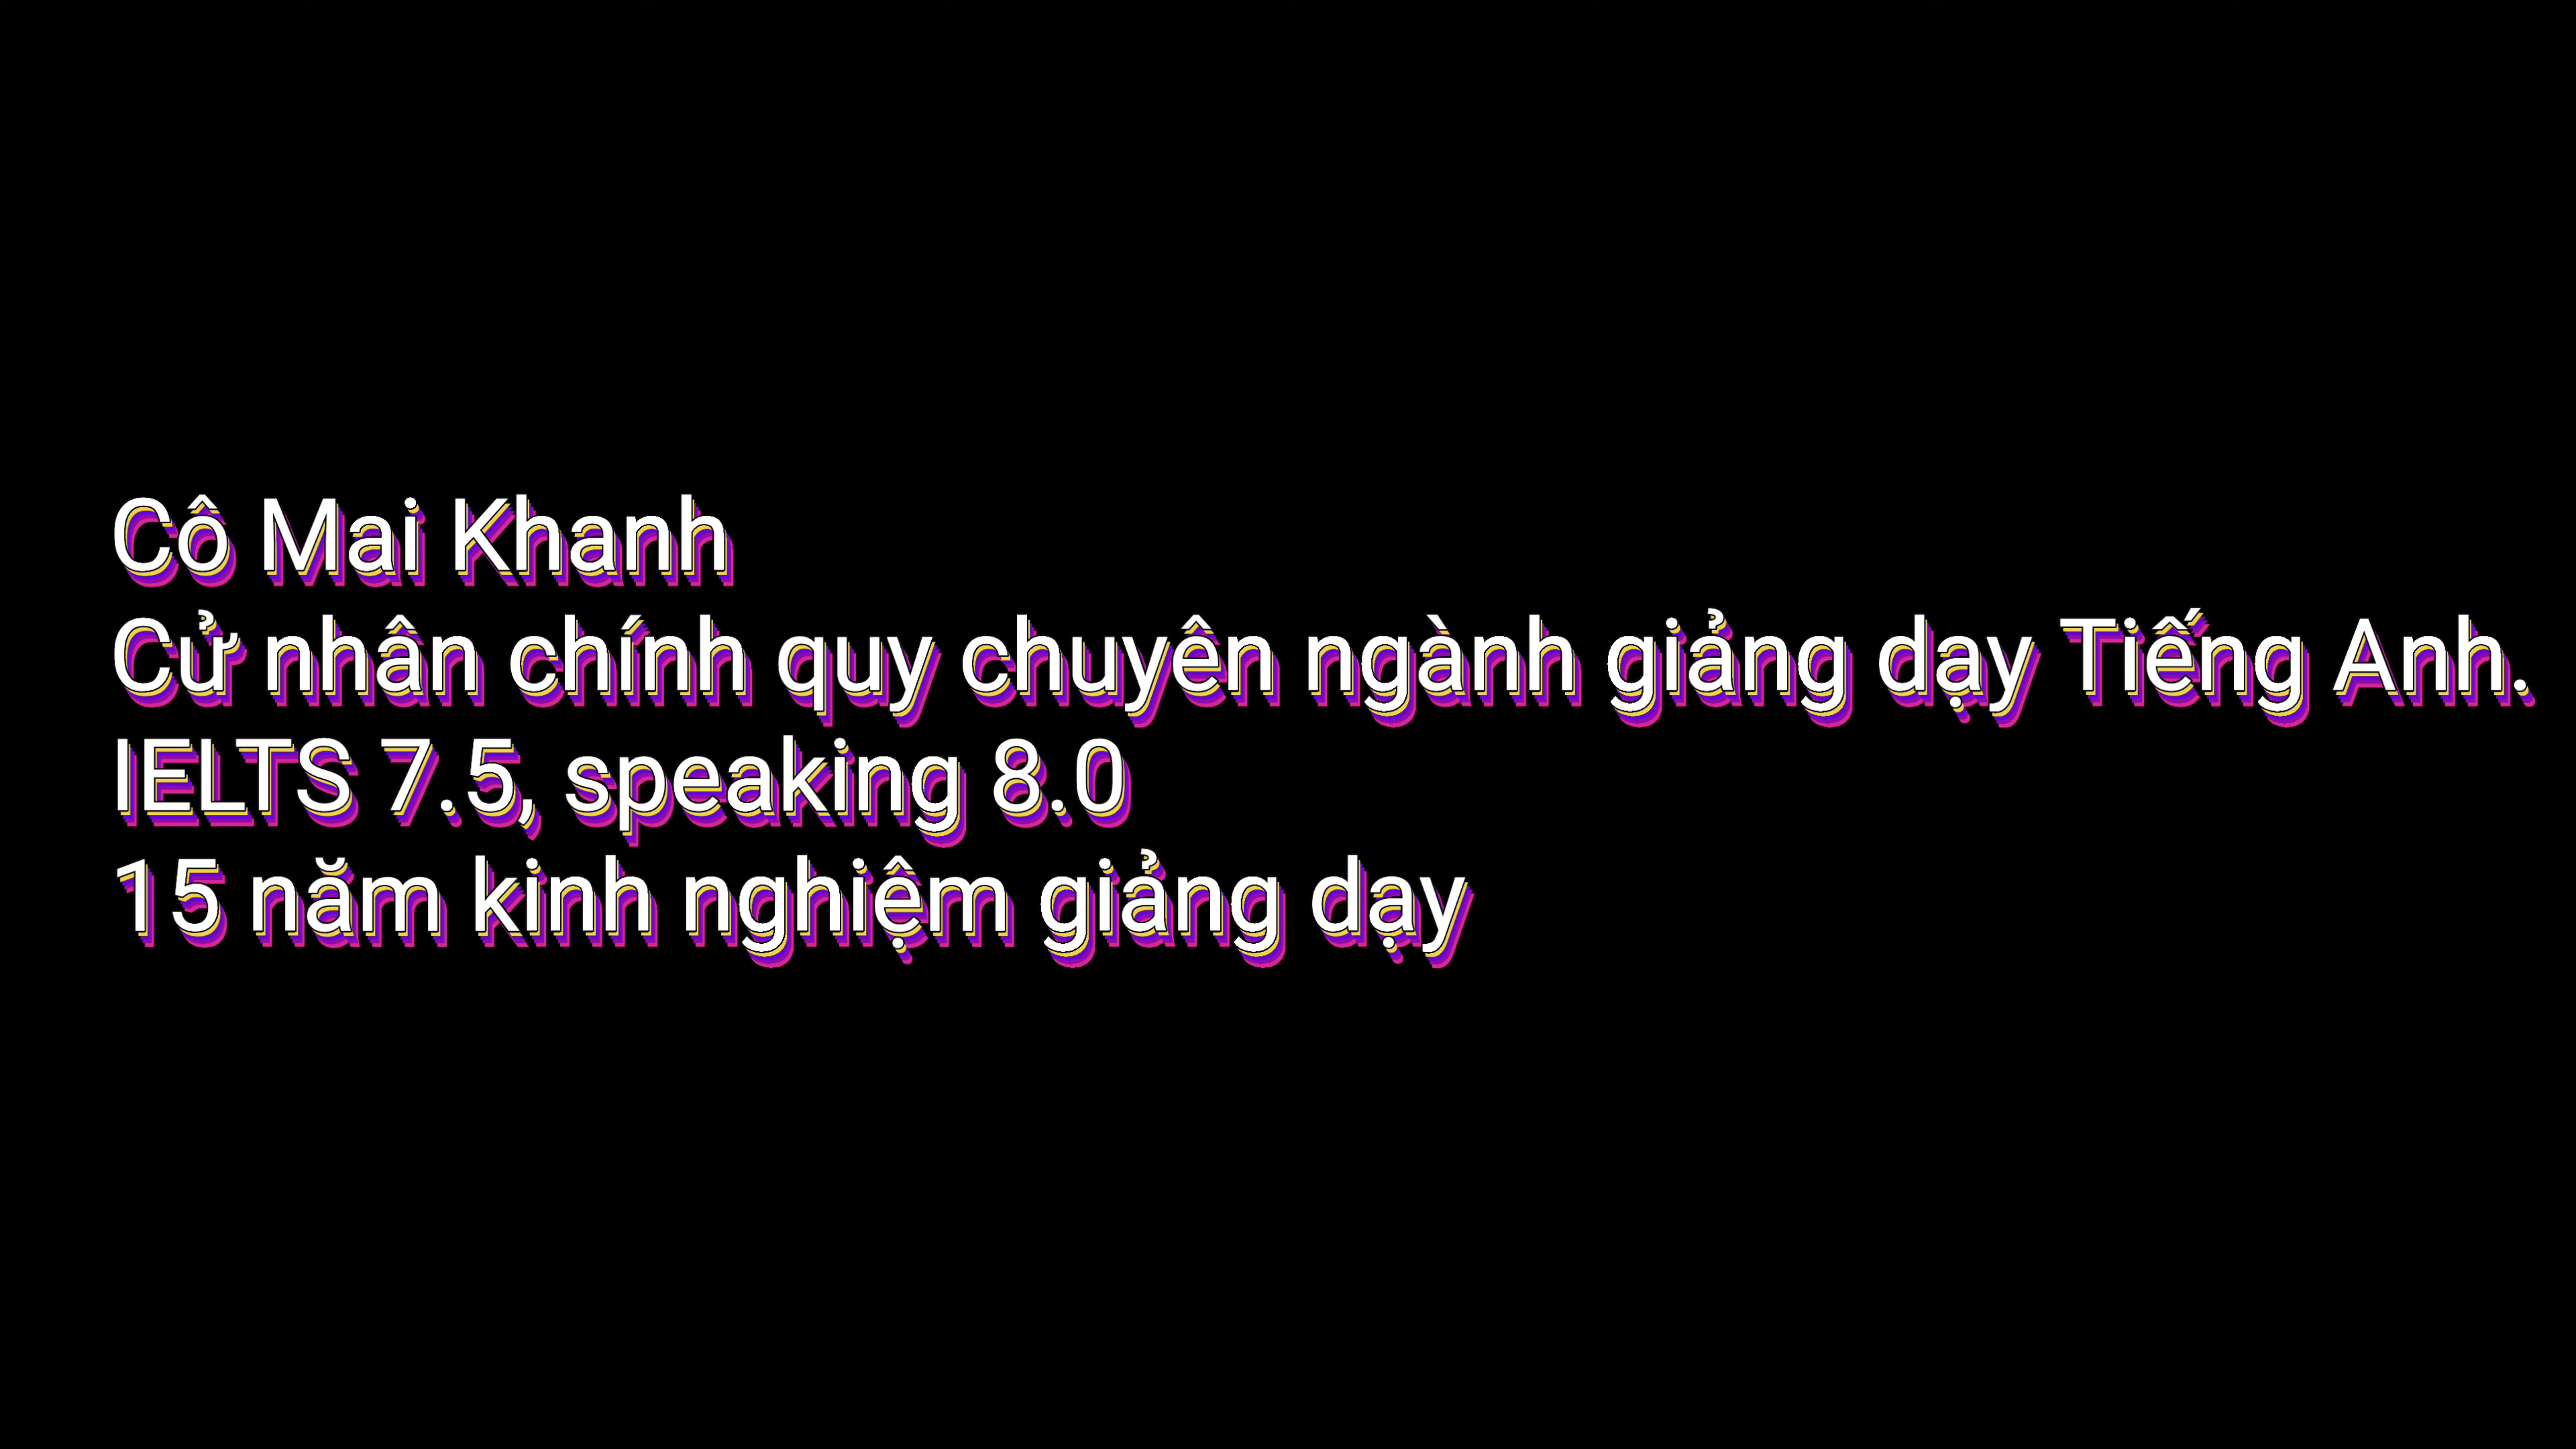 Cô Mai Khanh
Cử nhân chính quy chuyên ngành giảng dạy Tiếng Anh.
IELTS 7.5, speaking 8.0
15 năm kinh nghiệm giảng dạy